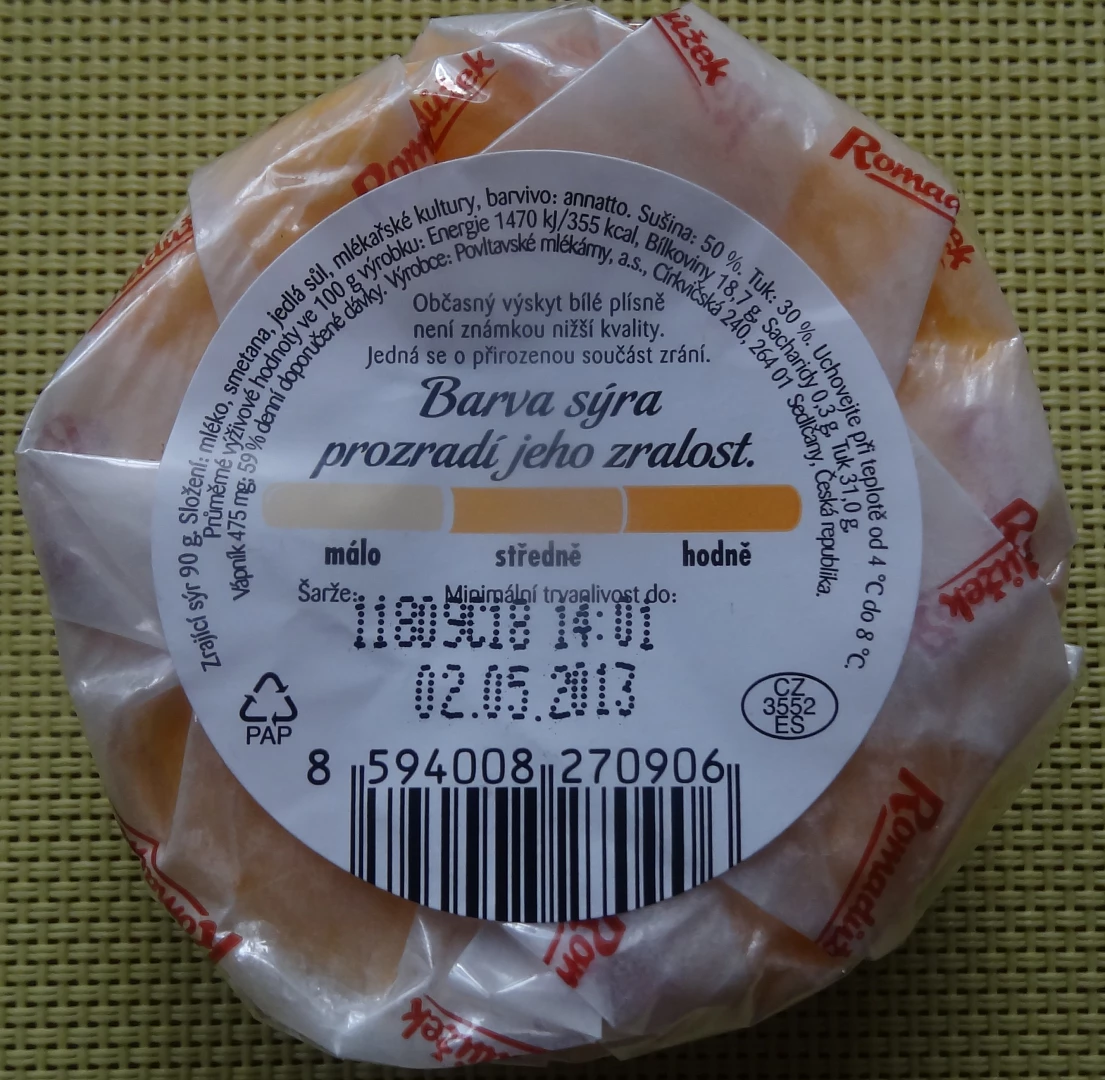 Zrající sýr 90 g. Složení: mléko, smetana, jedlá sůl, mlékařské kultury, barvivo: annatto. Sušina: 50 %. Tuk: 30 %. Uchovejte při teplotě od 4 °C do 8 °C
Průměrné výživové hodnoty ve 100 g výrobku: Energie 1470 kJ/355 kcal, Bílkoviny 18,7 g, Sacharidy 0,3 g, Tuk 31,0 g.
Vápník 475 mg: 59 % denní doporučené dávky. Výrobce: Povltavské mlékárny, a.s., Církvičská 240, 264 01 Sedlčany, Česká republika.
Občasný výskyt bílé plísně
není známkou nižší kvality.
Jedná se o přirozenou součást zrání.
Barva sýra
prozradí jeho zralost.
málo středně hodně
Šarže: Minimální trvanlivost do:
14:01
02.05.2013
PAP
CZ
3552
ES
8 594008 270906